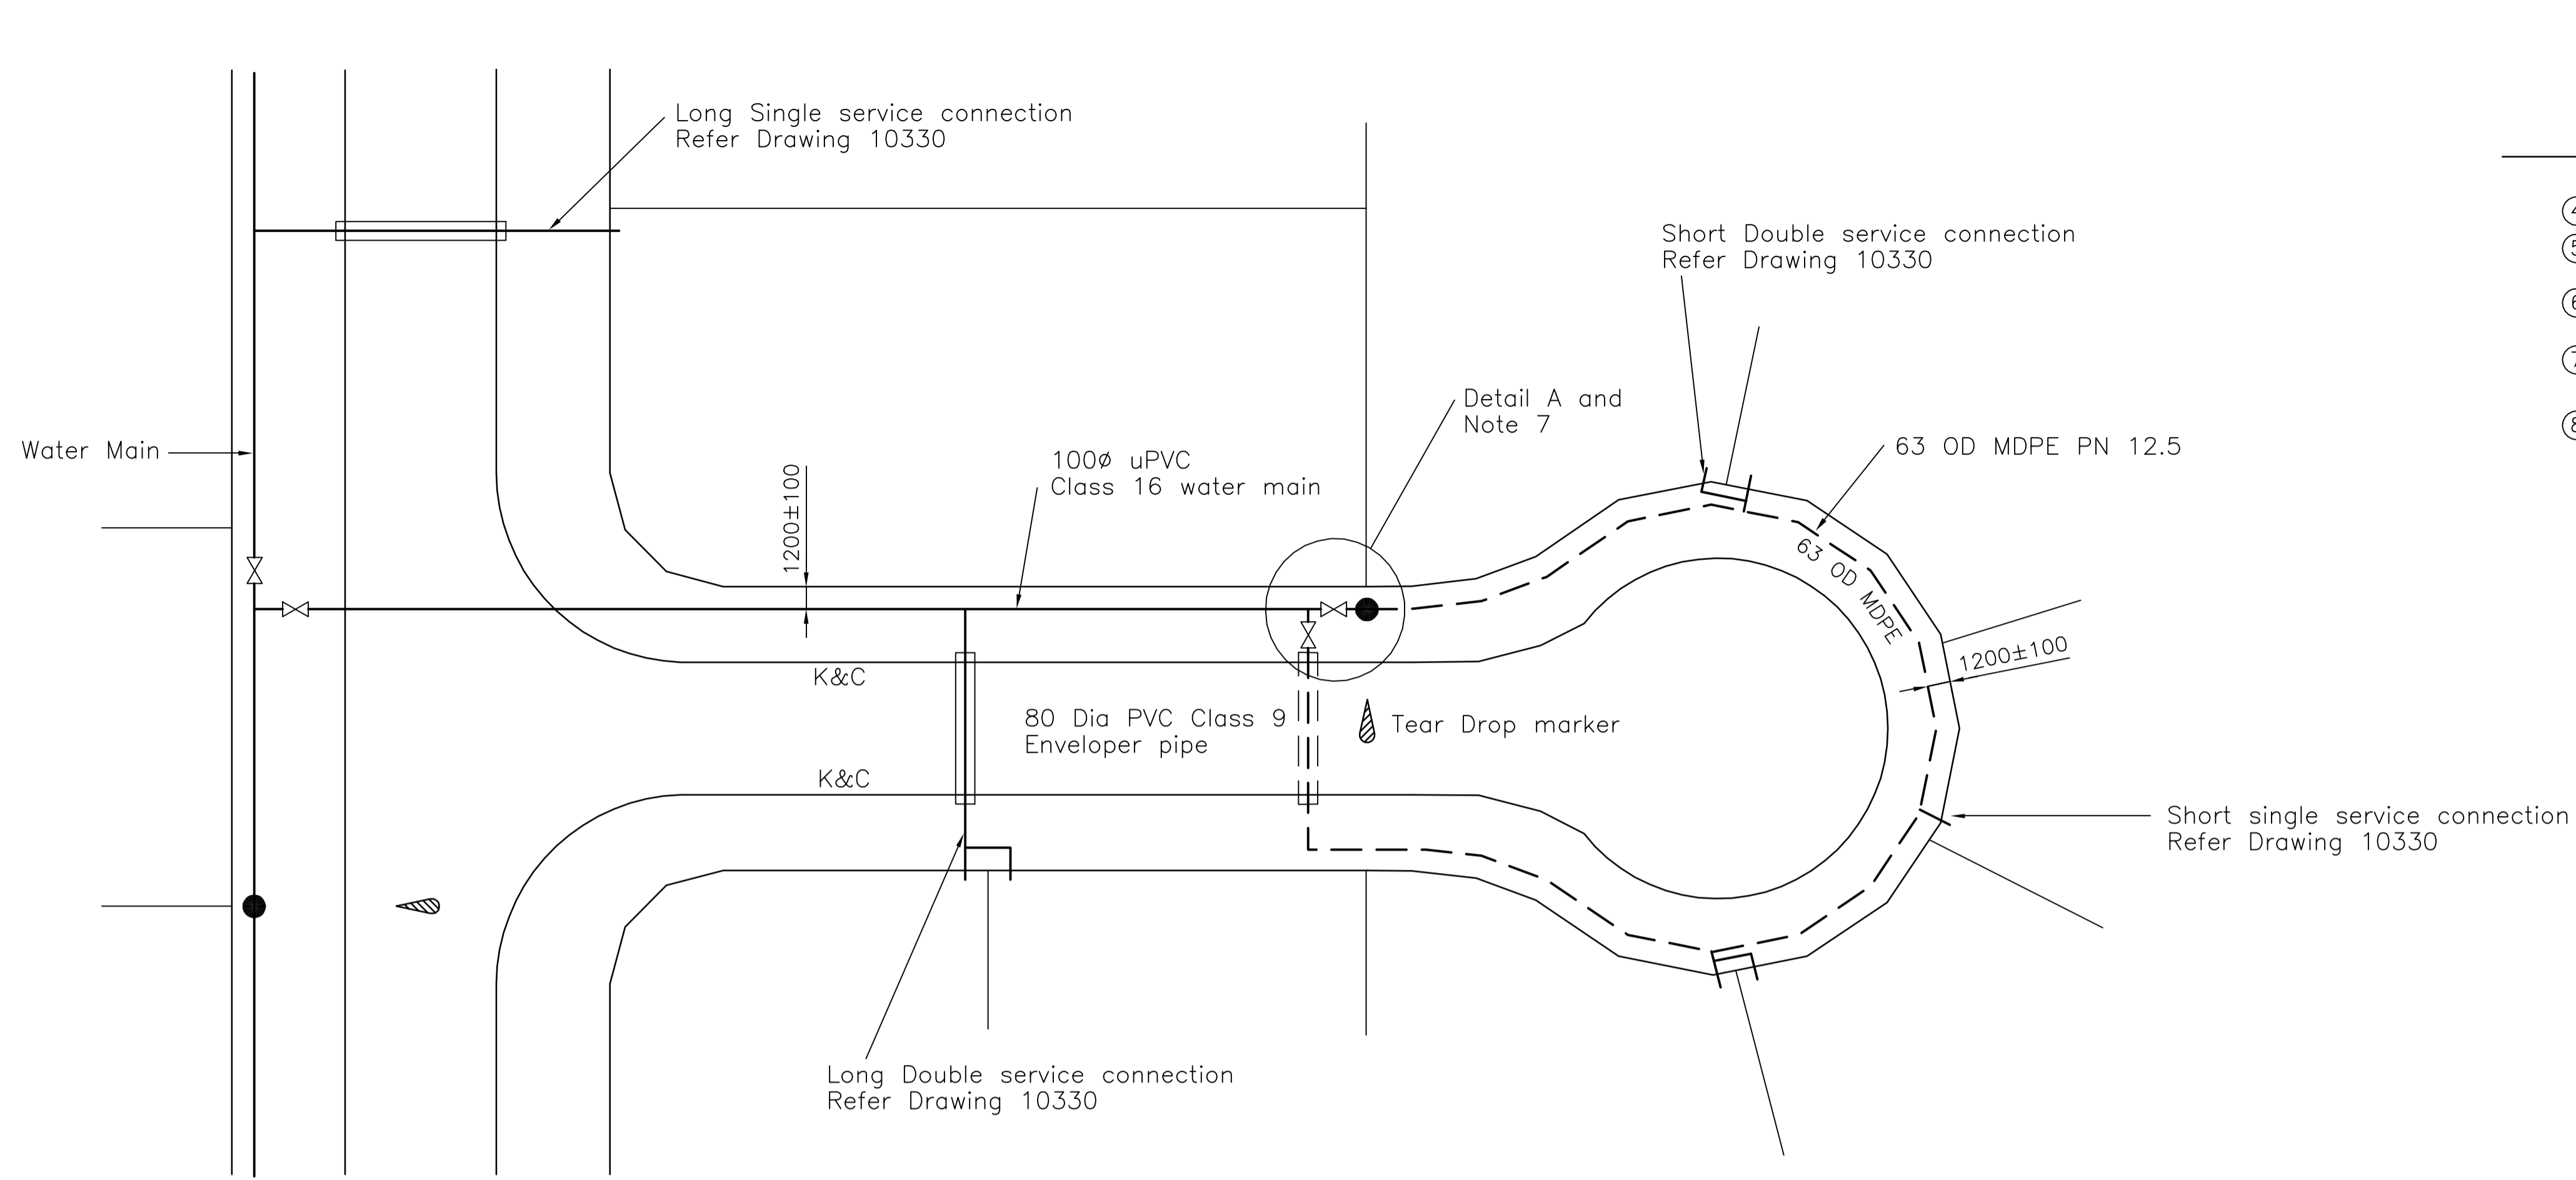 Long Single service connection
Refer Drawing 10330
Short Double service connection
Refer Drawing 10330
Detail A and
Note 7
Water Main
100ø uPVC
Class 16 water main
1200±100
63 OD MDPE PN 12.5
63 OD MDPE
1200±100
K&C
80 Dia PVC Class 9
Enveloper pipe
Tear Drop marker
K&C
Short single service connection
Refer Drawing 10330
Long Double service connection
Refer Drawing 10330